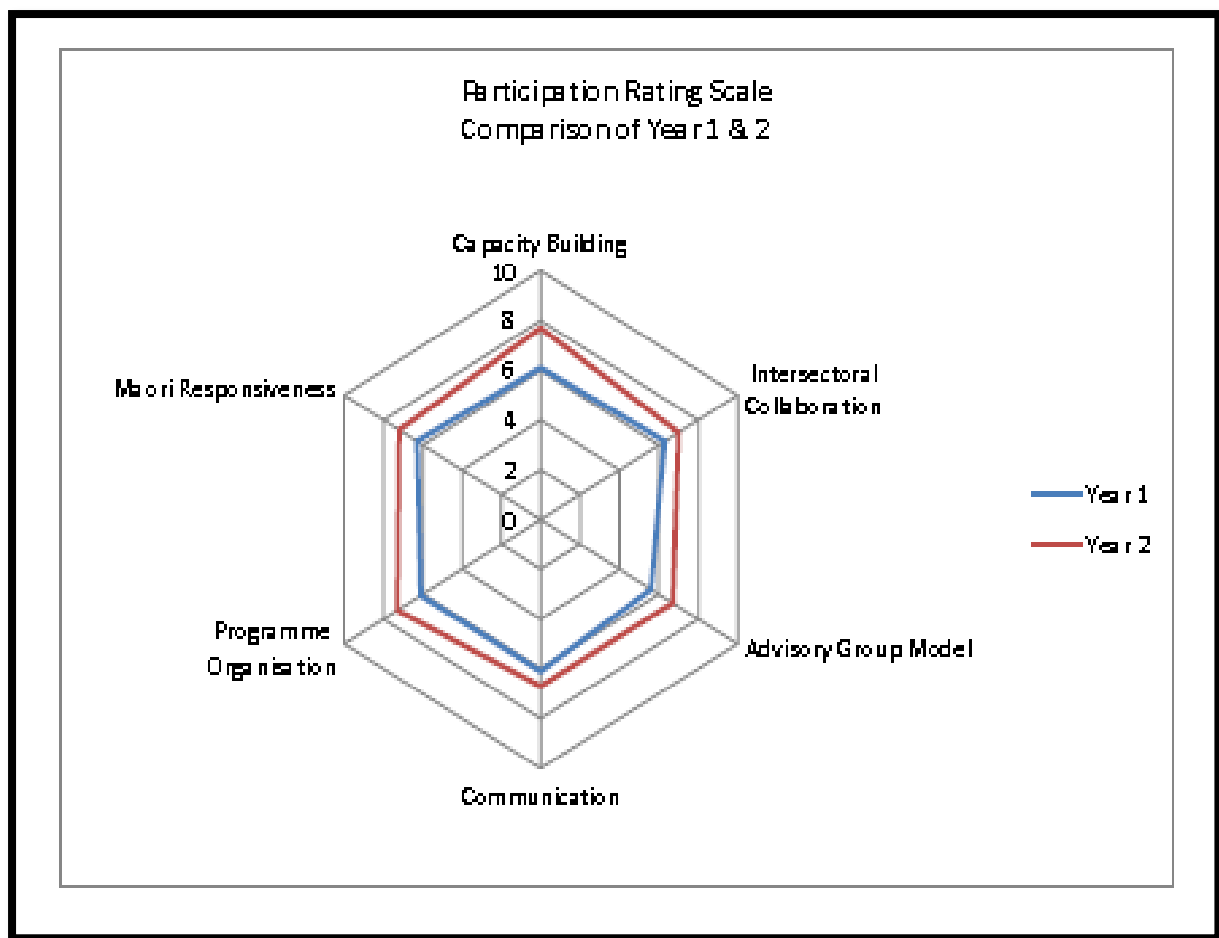 Participation Rating Scale
Comparison of Year 1 & 2
Capacity Building
10
8
6
4
2
0
Intersectoral
Collaboration
Advisory Group Model
Communication
Programme
Organisation
Maori Responsiveness
Year 1
Year 2